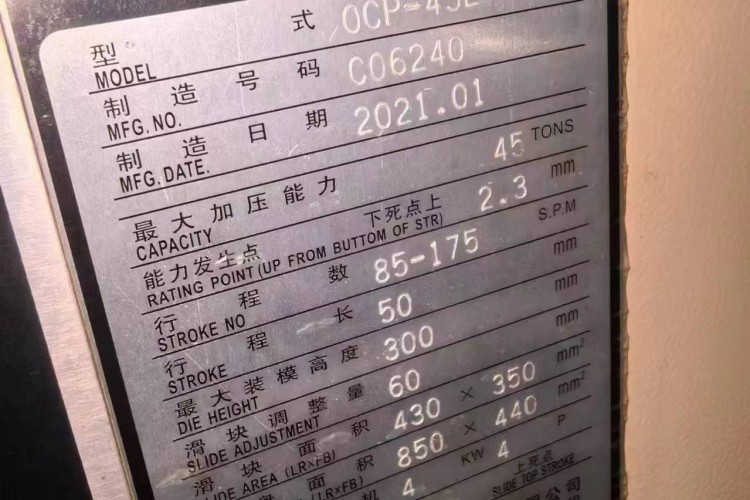 型 式 OCP-45
MODEL
制造号码 C06240
MFG.NO.
制造日期 2021.01
MFG.DATE.
最大加压能力 45 TONS
CAPACITY
能力发生点 下死点上 2.3 mm
RATING POINT (UP FROM BUTTOM OF STR)
行程数 85-175 S.P.M
STROKE NO
行程长 50 mm
STROKE
最大装模高度 300 mm
DIE HEIGHT
滑块调整量 60 mm
SLIDE ADJUSTMENT
滑块面积 430 × 350 mm²
SLIDE AREA (LR×FB)
面积 850 × 440 mm²
(LR×FB).
机 4 KW 4 P
上死点
SLIDE TOP STROKE
公司